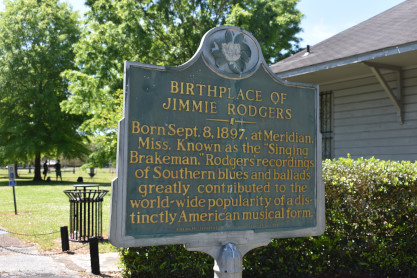 BIRTHPLACE OF
JIMMIE RODGERS
Born Sept. 8, 1897, at Meridian,
Miss. Known as the "Singing
Brakeman," Rodgers' recordings
of Southern blues and ballads
greatly contributed to the
world-wide popularity of a dis-
tinctly American musical form.